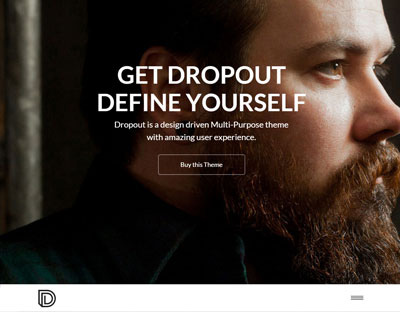 GET DROPOUT
DEFINE YOURSELF
Dropout is a design driven Multi-Purpose theme
with amazing user experience.
Buy this Theme
D